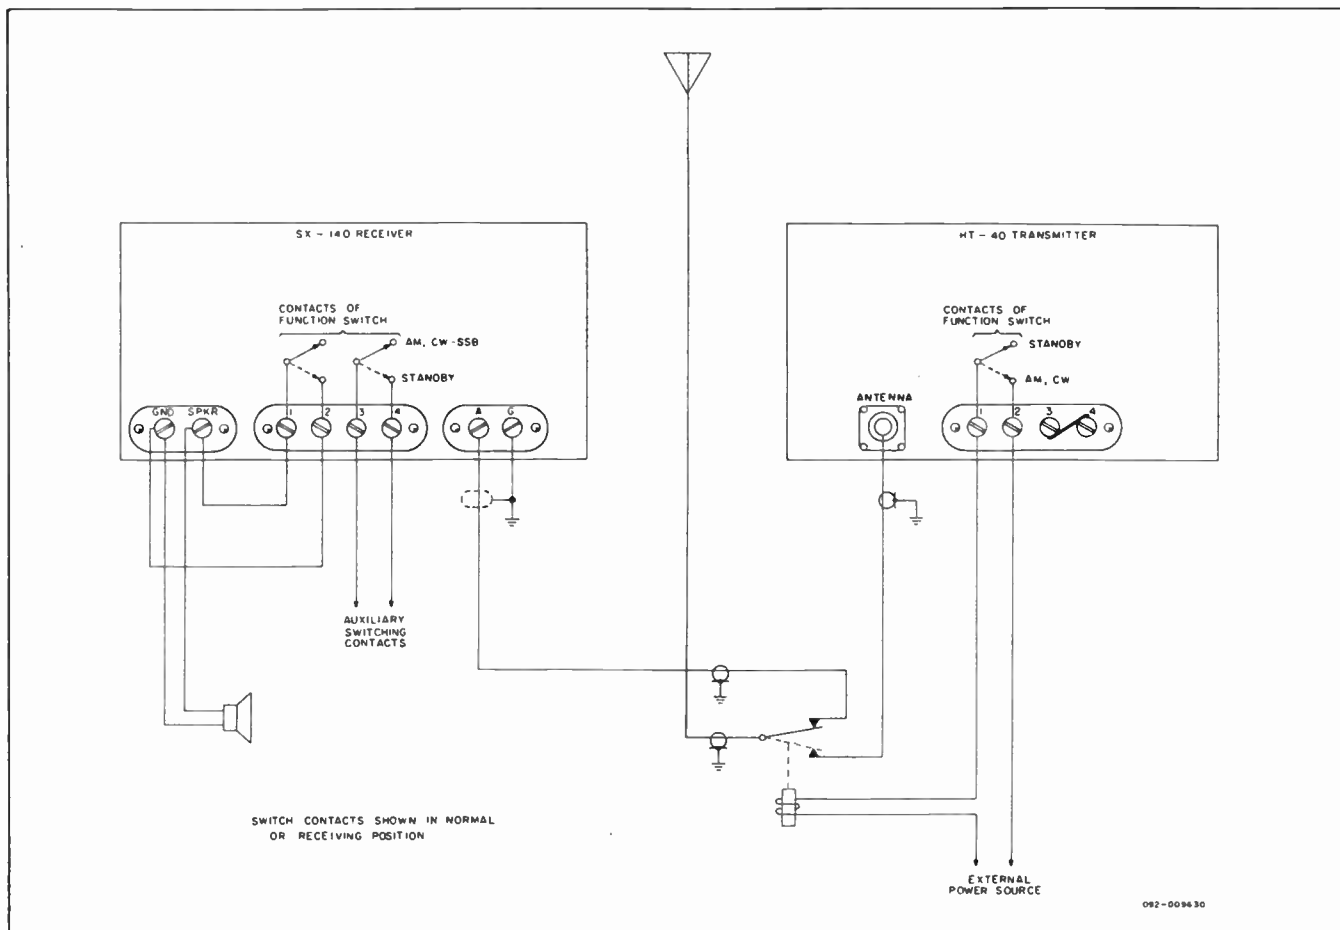 SX - 140 RECEIVER
CONTACTS OF
FUNCTION SWITCH
AM, CW-SSB
STANDBY
GND SPKR 1 2 3 4 A G
AUXILIARY
SWITCHING
CONTACTS
HT - 40 TRANSMITTER
CONTACTS OF
FUNCTION SWITCH
STANDBY
AM, CW
ANTENNA
1 2 3 4
SWITCH CONTACTS SHOWN IN NORMAL
OR RECEIVING POSITION
EXTERNAL
POWER SOURCE
092-009630